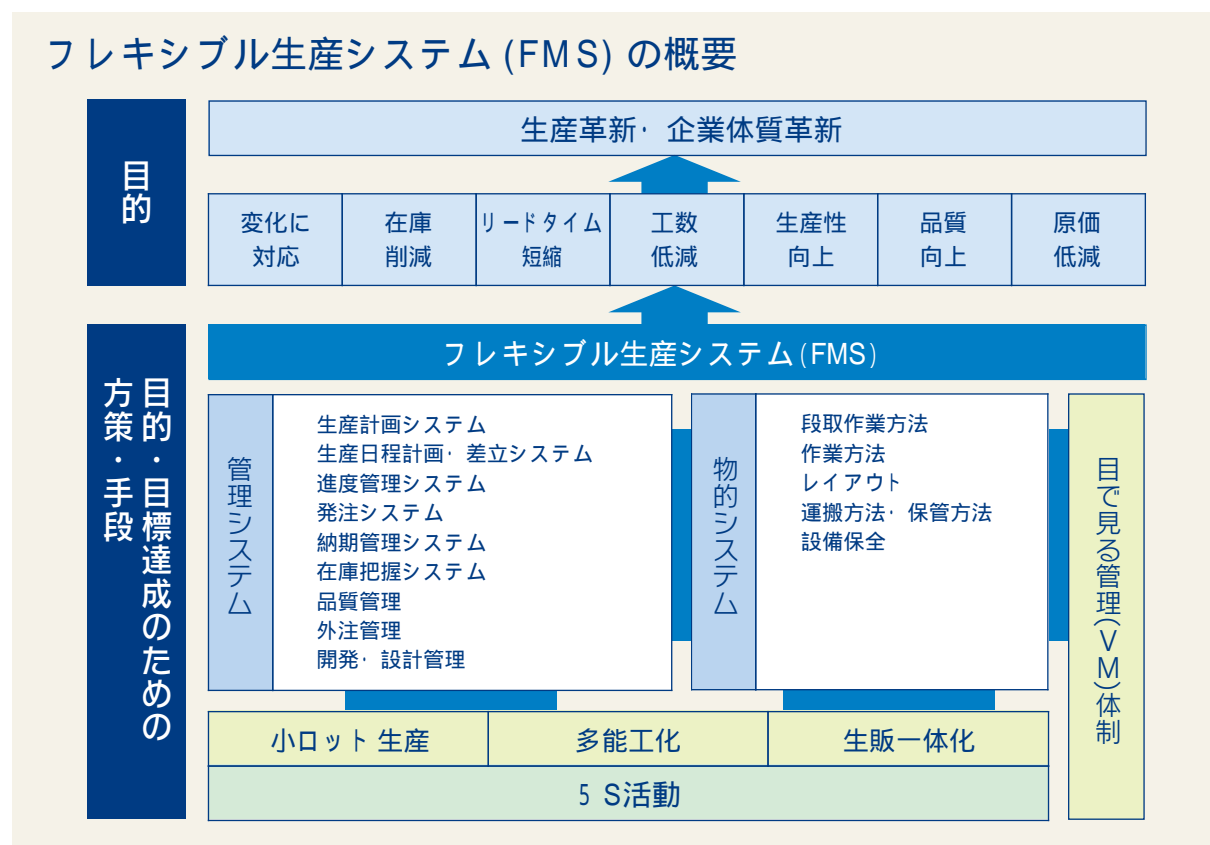 フレキシブル生産システム(FMS)の概要
目的
生産革新・企業体質革新
変化に
対応
在庫
削減
リードタイム
短縮
工数
低減
生産性
向上
品質
向上
原価
低減
目的・目標達成のための
方策・手段
フレキシブル生産システム(FMS)
管理システム
生産計画システム
生産日程計画・差立システム
進度管理システム
発注システム
納期管理システム
在庫把握システム
品質管理
外注管理
開発・設計管理
物的システム
段取作業方法
作業方法
レイアウト
運搬方法・保管方法
設備保全
目で見る管理(VM)体制
小ロット生産
多能工化
生販一体化
5S活動